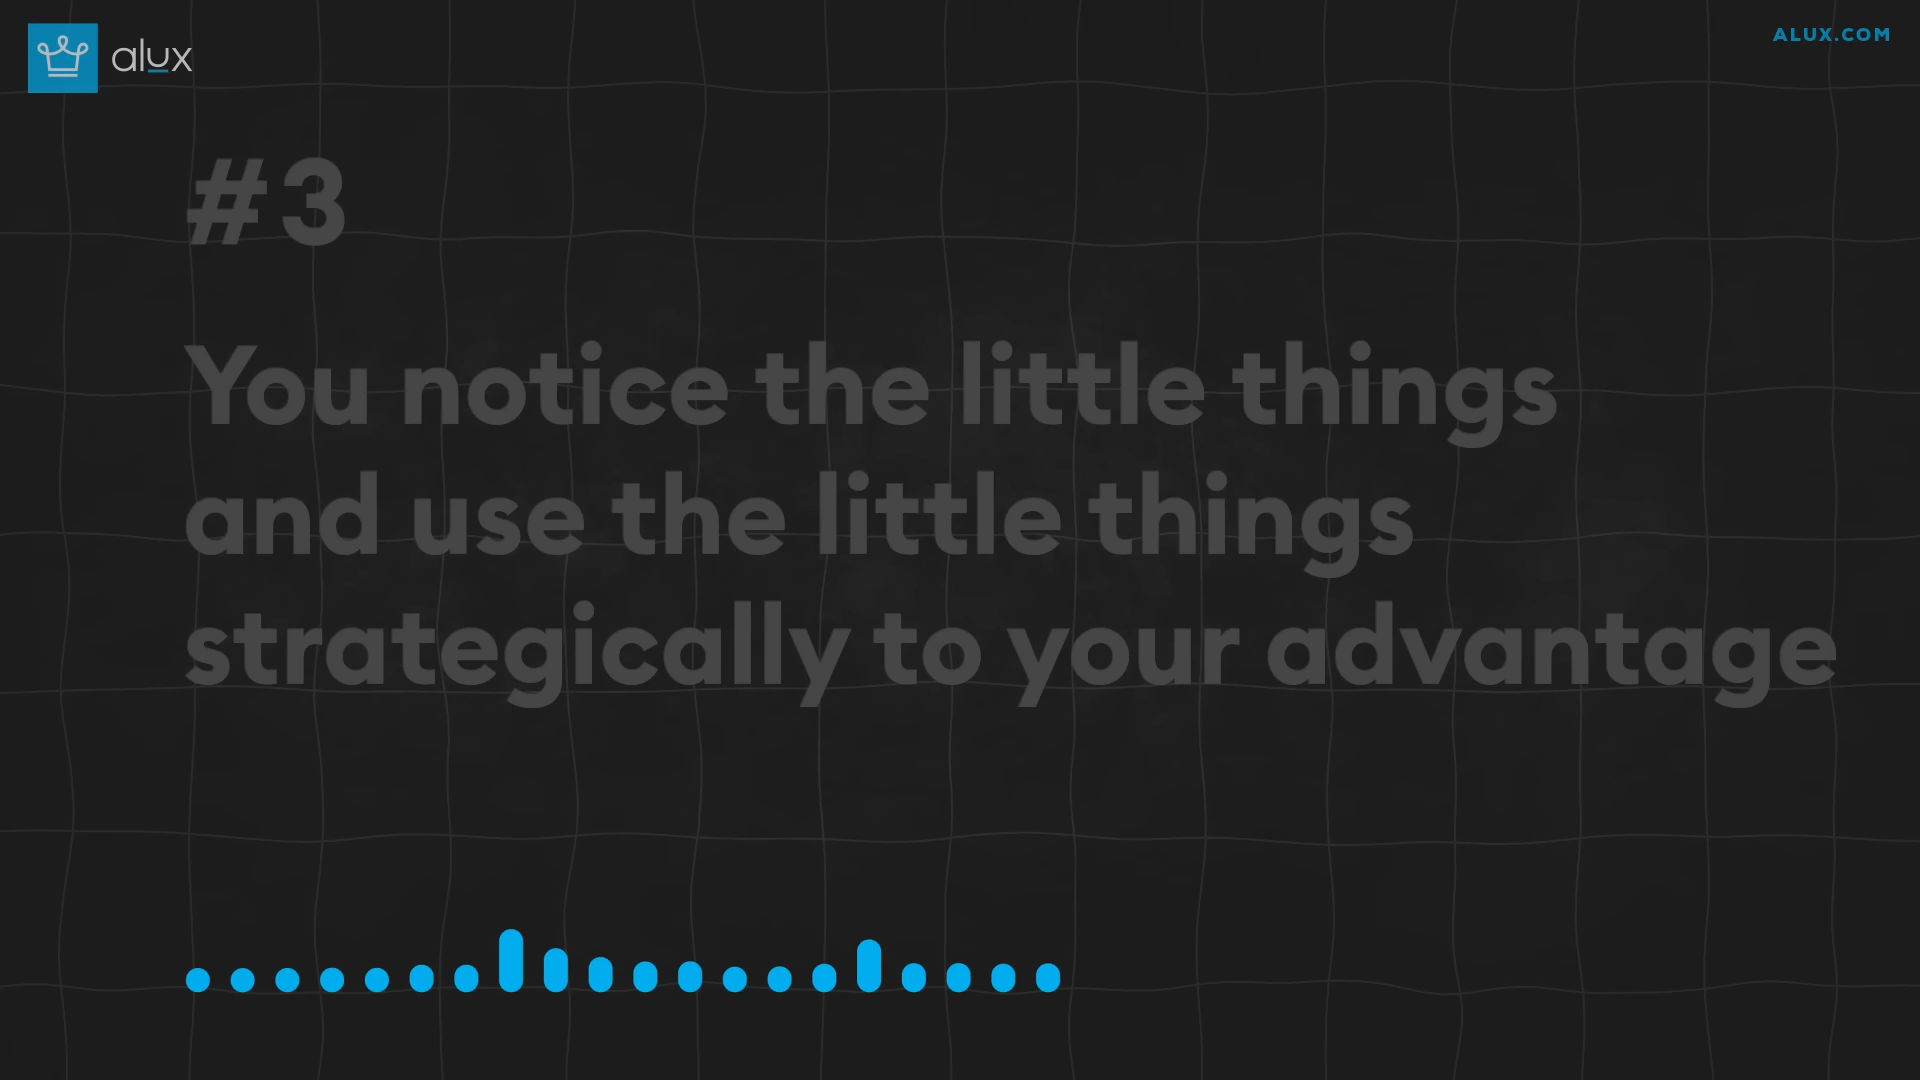 alux
ALUX.COM
#3
You notice the little things
and use the little things
strategically to your advantage